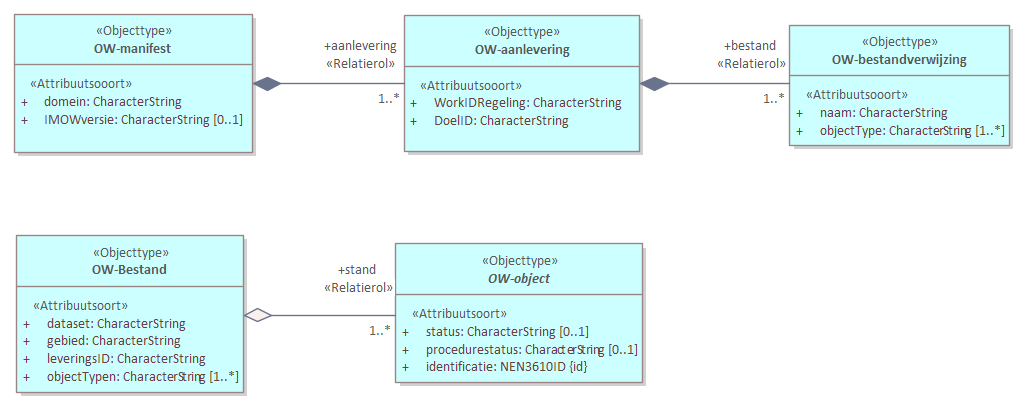 «Objecttype»
OW-manifest
«Attribuutsooort»
+ domein: CharacterString
+ IMOWversie: CharacterString [0..1]
+aanlevering
«Relatierol»
1..*
«Objecttype»
OW-aanlevering
«Attribuutsooort»
+ WorkIDRegeling: CharacterString
+ DoelID: CharacterString
+bestand
«Relatierol»
1..*
«Objecttype»
OW-bestandverwijzing
«Attribuutsooort»
+ naam: CharacterString
+ objectType: CharacterString [1..*]
«Objecttype»
OW-Bestand
«Attribuutsoort»
+ dataset: CharacterString
+ gebied: CharacterString
+ leveringsID: CharacterString
+ objectTypen: CharacterString [1..*]
+stand
«Relatierol»
1..*
«Objecttype»
OW-object
«Attribuutsoort»
+ status: CharacterString [0..1]
+ procedurestatus: CharacterString [0..1]
+ identificatie: NEN3610ID {id}